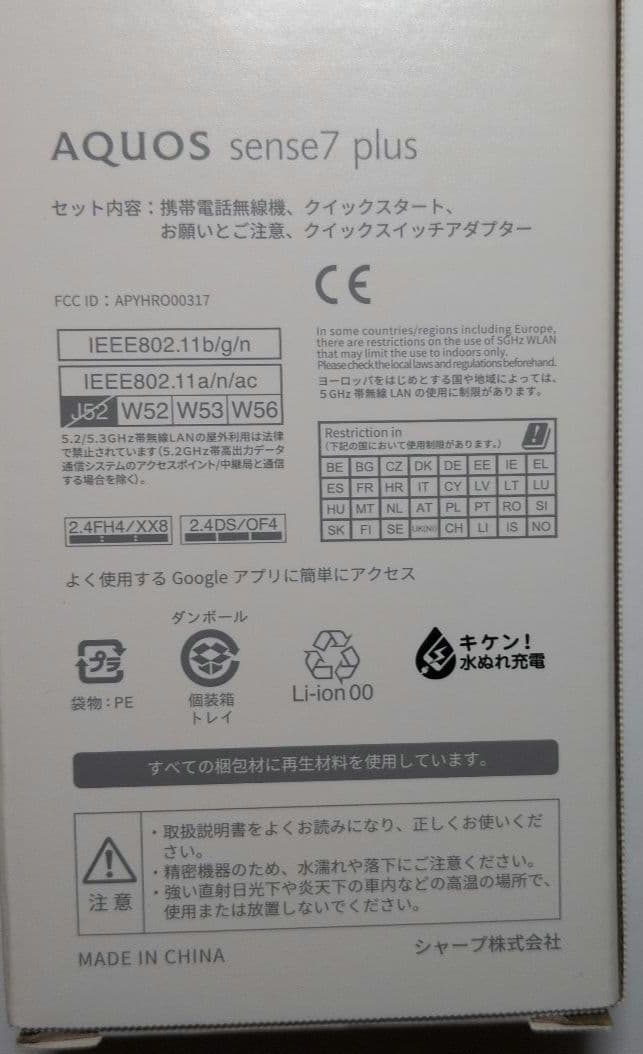 AQUOS sense7 plus
セット内容：携帯電話無線機、クイックスタート、
お願いとご注意、クイックスイッチアダプター
CE
FCC ID：APYHRO00317
IEEE802.11b/g/n
IEEE802.11a/n/ac
J52 W52 W53 W56
5.2/5.3GHz帯無線LANの屋外利用は法律
で禁止されています(5.2GHz帯高出力データ
通信システムのアクセスポイント/中継局と通信
する場合を除く)。
2.4FH4/XX8 2.4DS/OF4
In some countries/regions including Europe,
there are restrictions on the use of 5GHz WLAN
that may limit the use to indoors only.
Please check the local laws and regulations beforehand.
ヨーロッパをはじめとする国や地域によっては、
5GHz 帯無線 LAN の使用に制限があります。
Restriction in
(下記の国において使用制限があります。)
BE BG CZ DK DE EE IE EL
ES FR HR IT CY LV LT LU
HU MT NL AT PL PT RO SI
SK FI SE UK(NI) CH LI IS NO
よく使用する Google アプリに簡単にアクセス
プラ
袋物：PE
ダンボール
個装箱
トレイ
Li-ion 00
キケン！
水ぬれ充電
すべての梱包材に再生材料を使用しています。
注意
・取扱説明書をよくお読みになり、正しくお使いくだ
さい。
・精密機器のため、水濡れや落下にご注意ください。
・強い直射日光下や炎天下の車内などの高温の場所で、
使用または放置しないでください。
MADE IN CHINA
シャープ株式会社